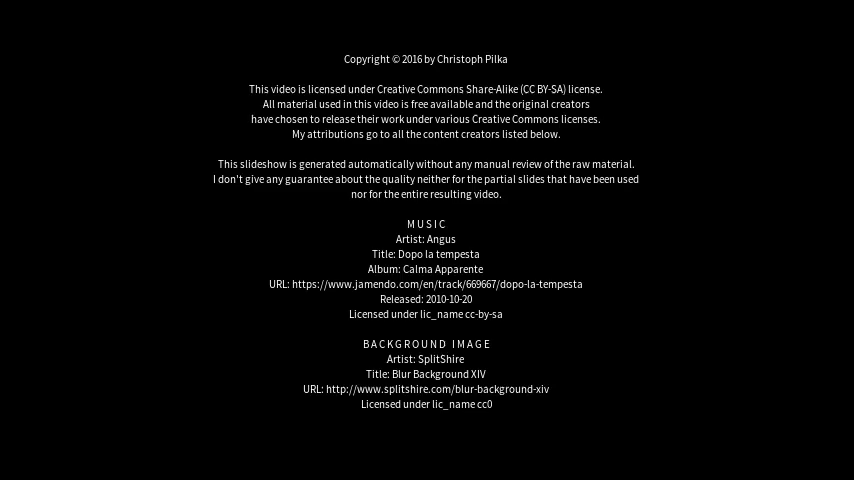 Copyright © 2016 by Christoph Pilka
This video is licensed under Creative Commons Share-Alike (CC BY-SA) license.
All material used in this video is free available and the original creators
have chosen to release their work under various Creative Commons licenses.
My attributions go to all the content creators listed below.
This slideshow is generated automatically without any manual review of the raw material.
I don't give any guarantee about the quality neither for the partial slides that have been used
nor for the entire resulting video.
MUSIC
Artist: Angus
Title: Dopo la tempesta
Album: Calma Apparente
URL: https://www.jamendo.com/en/track/669667/dopo-la-tempesta
Released: 2010-10-20
Licensed under lic_name cc-by-sa
BACKGROUND IMAGE
Artist: SplitShire
Title: Blur Background XIV
URL: http://www.splitshire.com/blur-background-xiv
Licensed under lic_name cc0